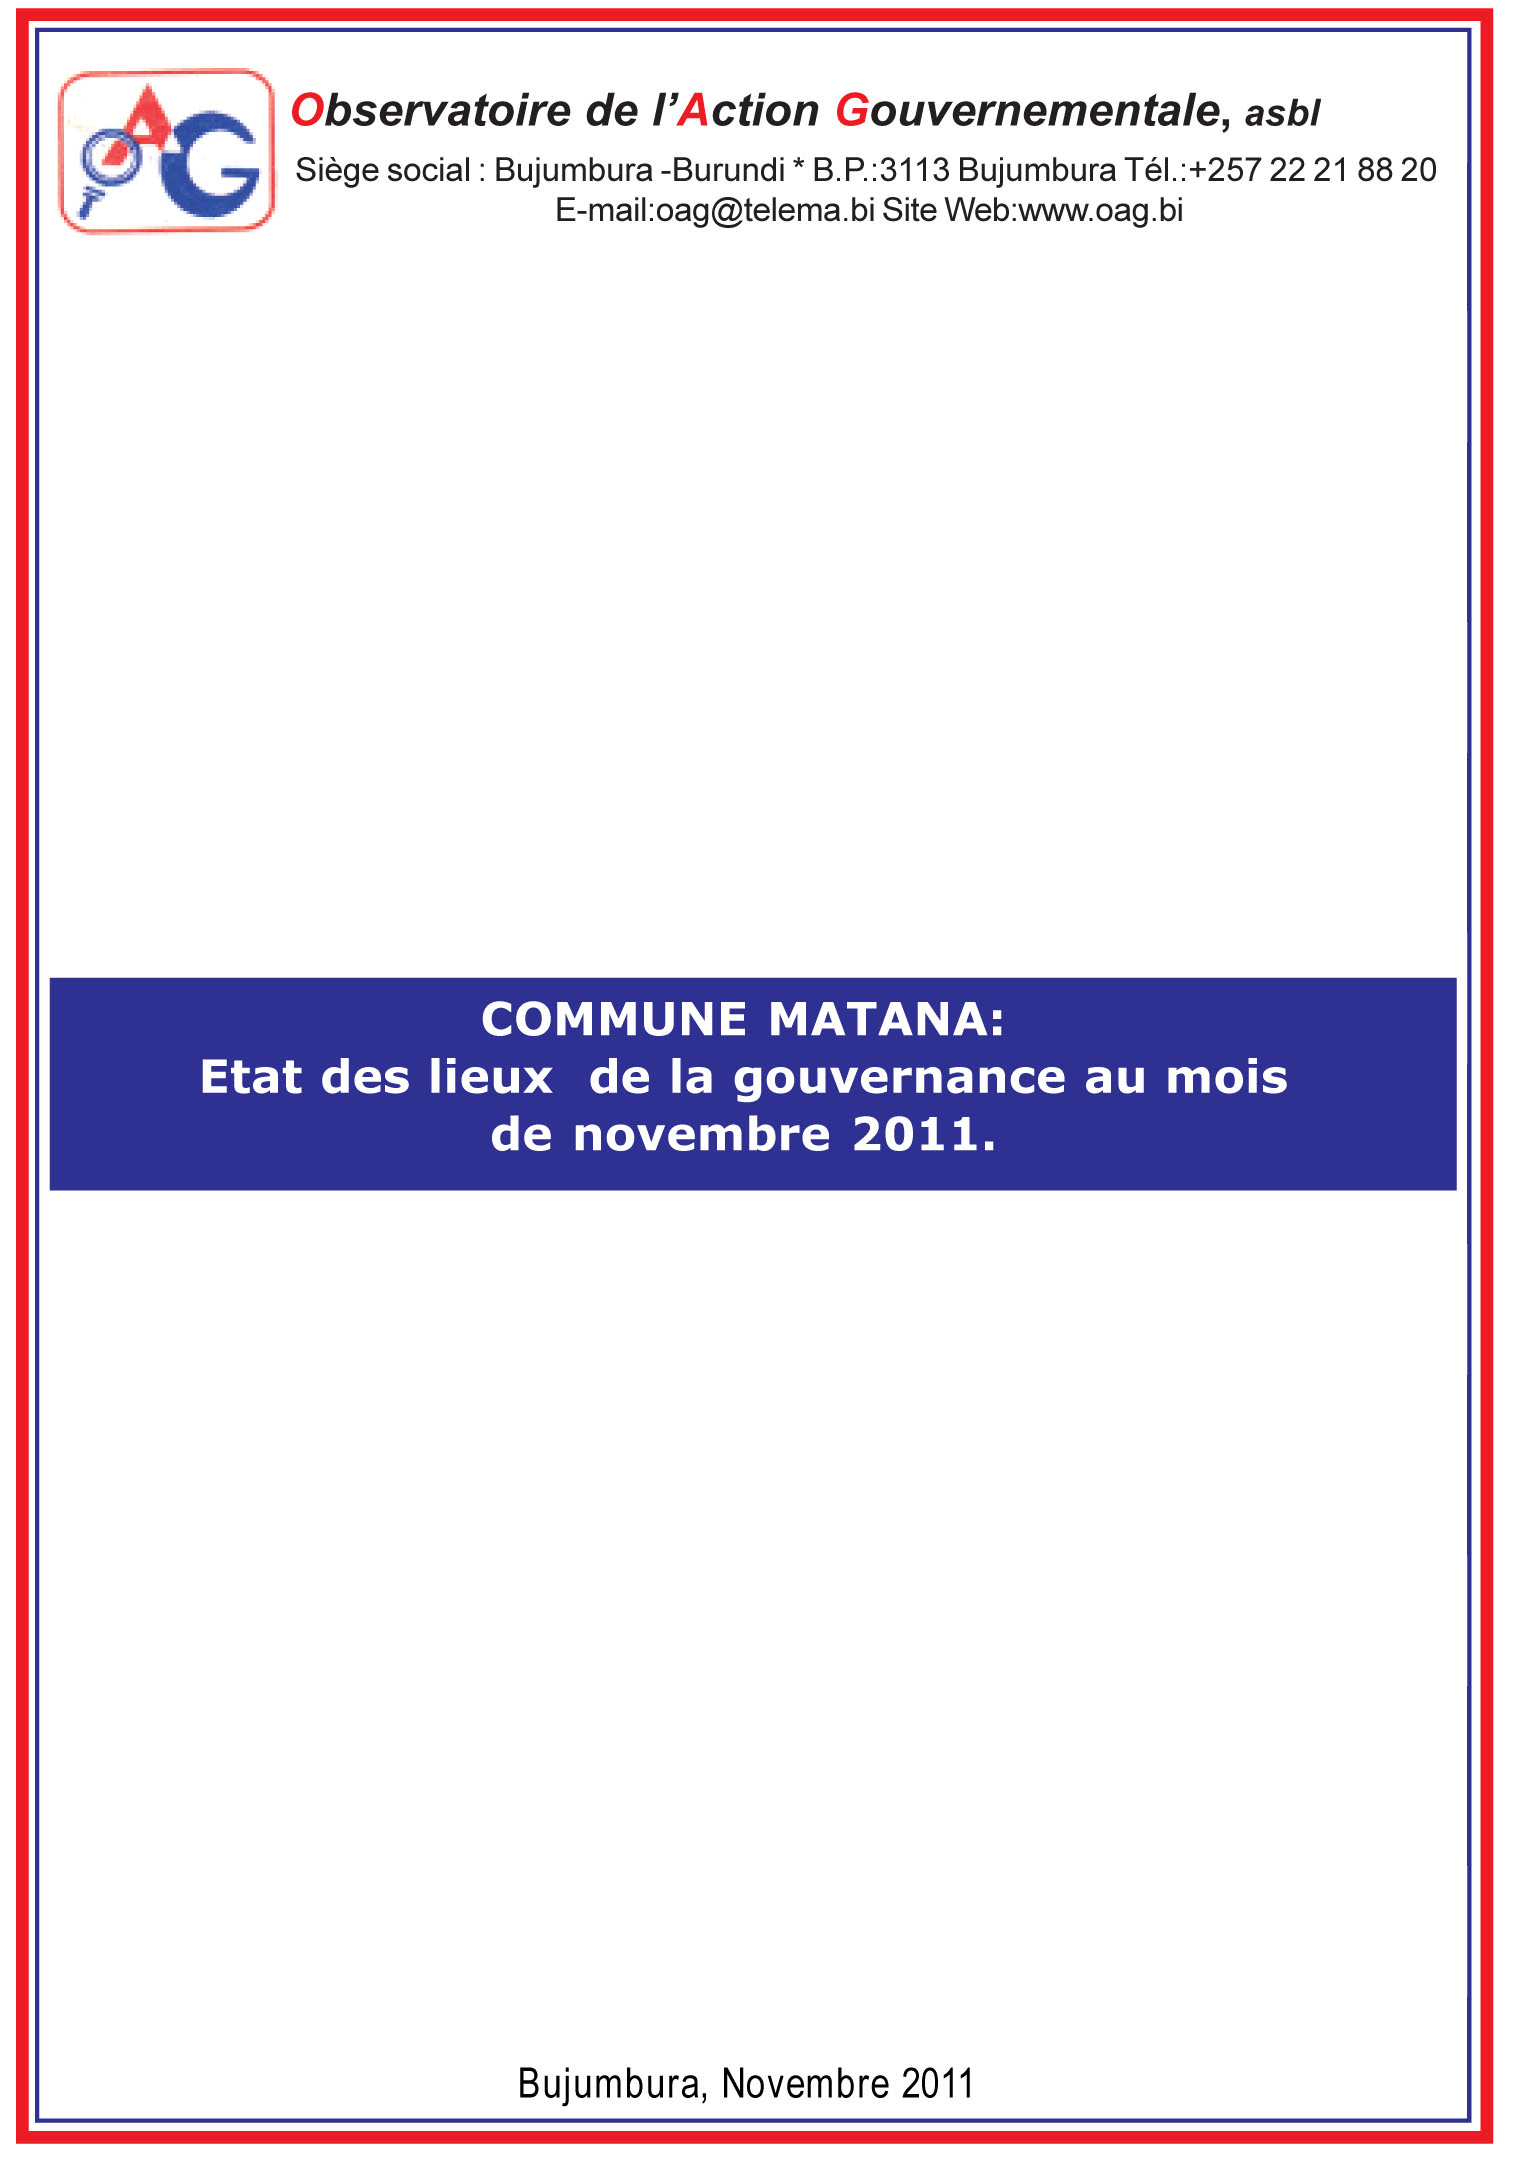 OAG
Observatoire de l’Action Gouvernementale, asbl
Siège social : Bujumbura -Burundi * B.P.:3113 Bujumbura Tél.:+257 22 21 88 20
E-mail:oag@telema.bi Site Web:www.oag.bi
COMMUNE MATANA:
Etat des lieux de la gouvernance au mois
de novembre 2011.
Bujumbura, Novembre 2011